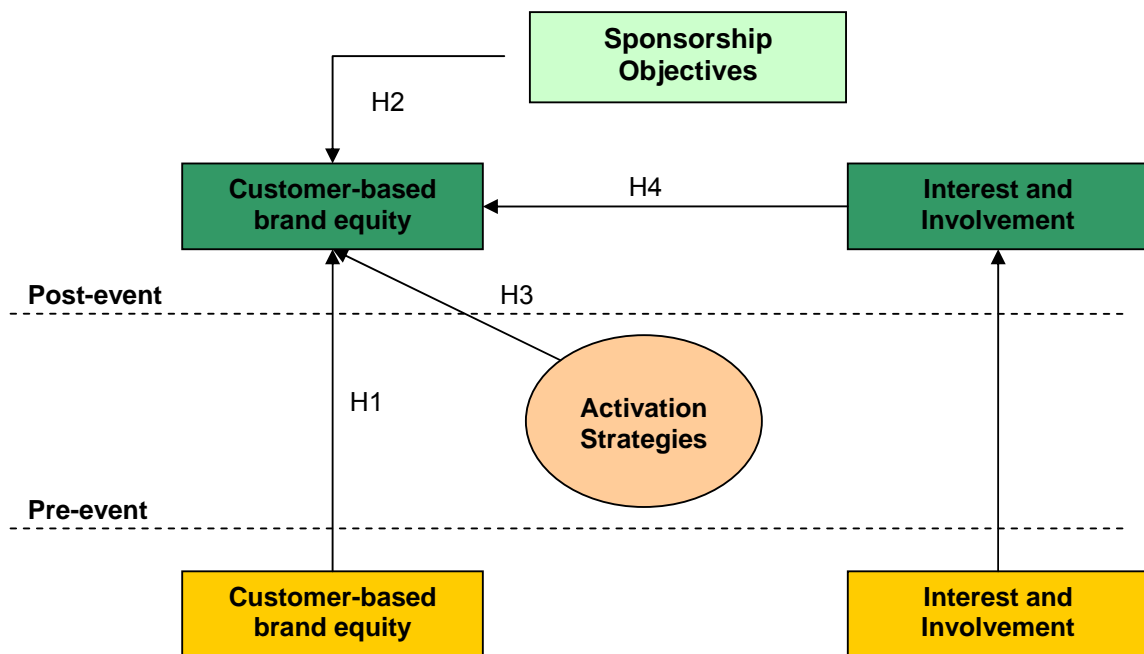 Sponsorship
Objectives
H2
Customer-based
brand equity
H4
Interest and
Involvement
Post-event
H3
H1
Activation
Strategies
Pre-event
Customer-based
brand equity
Interest and
Involvement